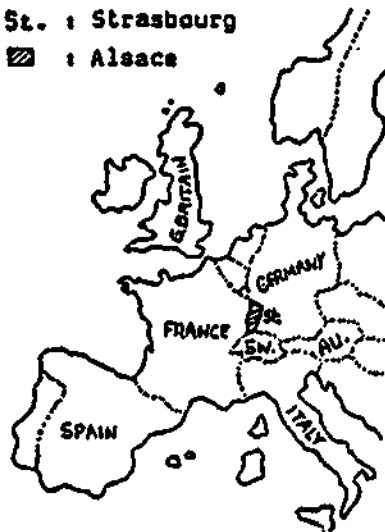 St. : Strasbourg
: Alsace
G.BRITAIN
GERMANY
St.
FRANCE
SW.
AU.
ITALY
SPAIN